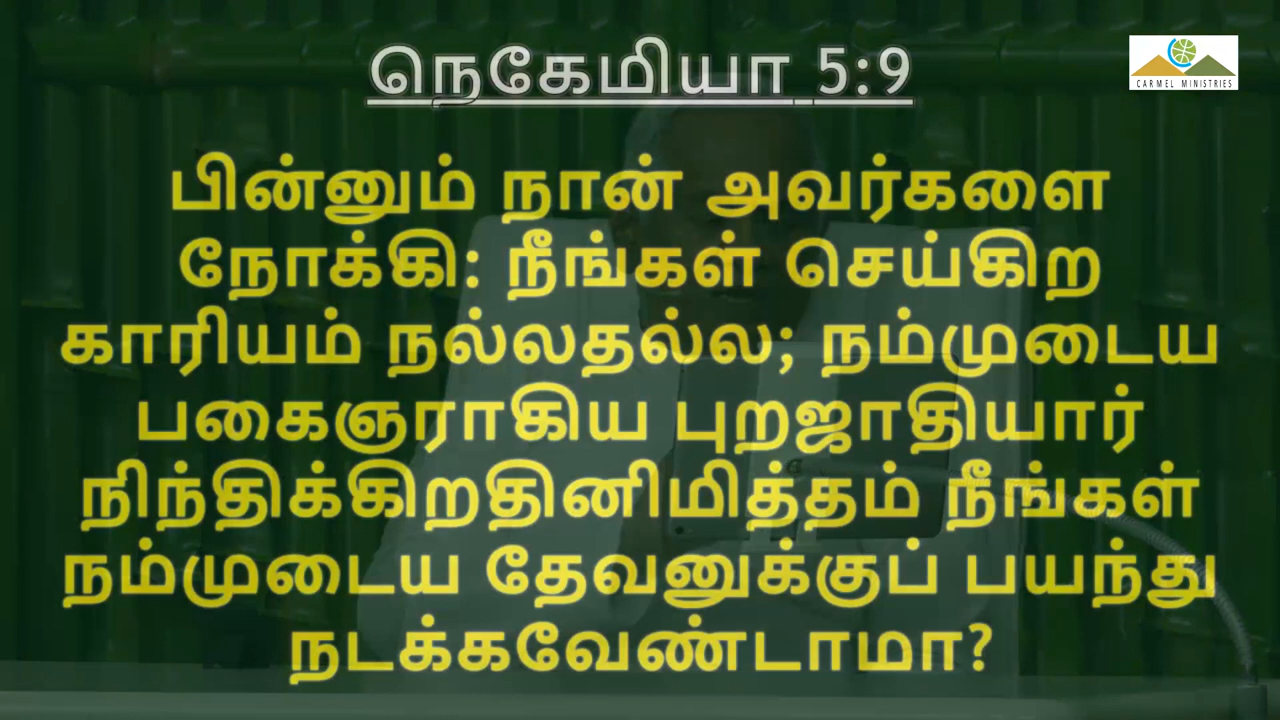 நெகேமியா 5:9
CARMEL MINISTRIES
பின்னும் நான் அவர்களை
நோக்கி: நீங்கள் செய்கிற
காரியம் நல்லதல்ல; நம்முடைய
பகைஞராகிய புறஜாதியார்
நிந்திக்கிறதினிமித்தம் நீங்கள்
நம்முடைய தேவனுக்குப் பயந்து
நடக்கவேண்டாமா?